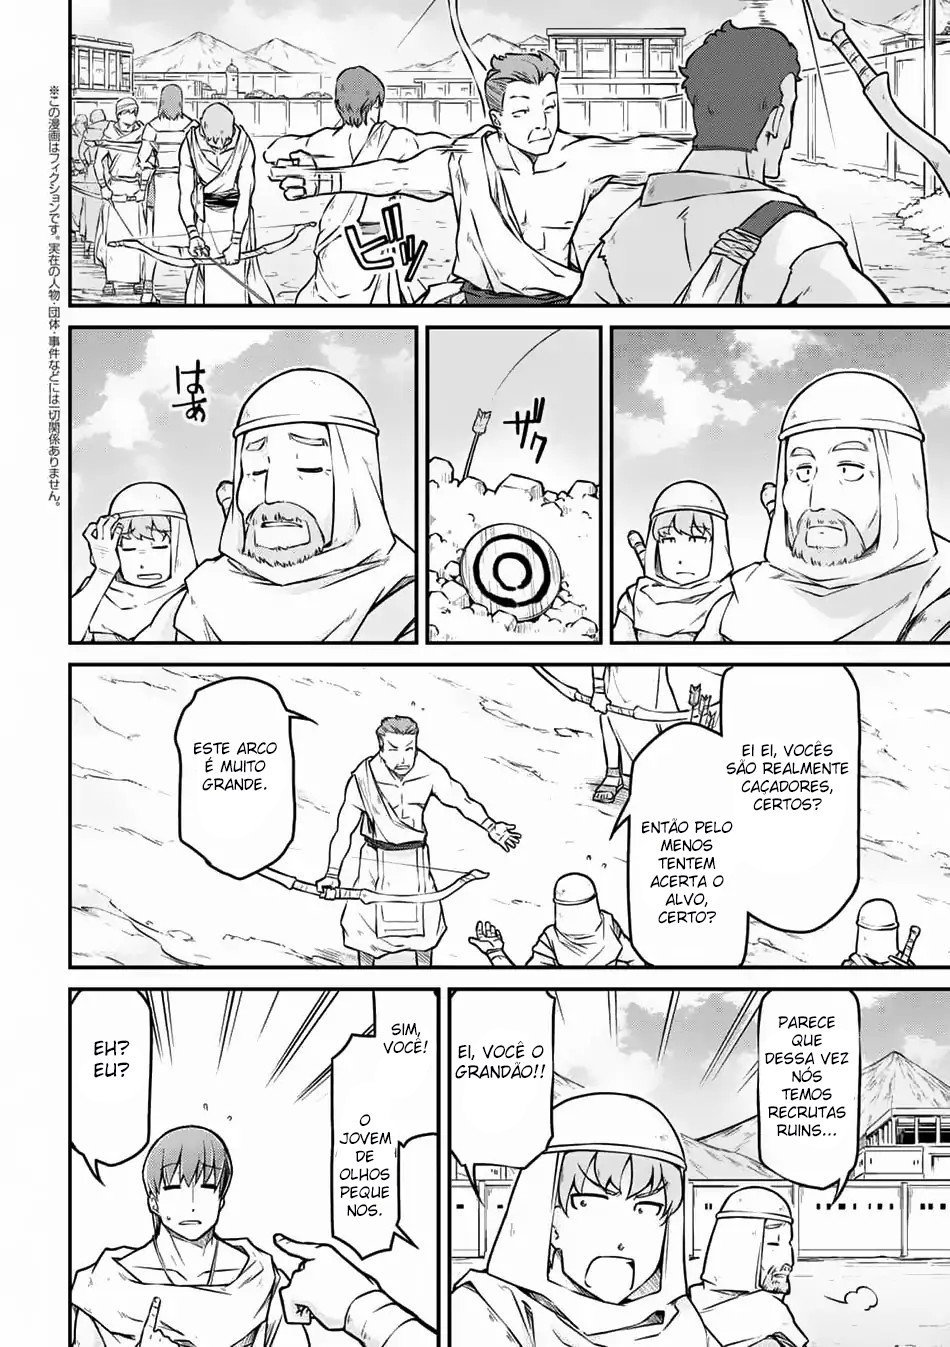 ※この漫画はフィクションです。実在の人物・団体・事件などには一切関係ありません。
ビビッ
ザク
はあ
EI EI, VOCÊS
SÃO REALMENTE
CAÇADORES,
CERTOS?
ENTÃO PELO
MENOS
TENTEM
ACERTA O
ALVO,
CERTO?
ESTE ARCO
É MUITO
GRANDE.
PARECE
QUE
DESSA VEZ
NÓS
TEMOS
RECRUTAS
RUINS...
EI, VOCÊ O
GRANDÃO!!
SIM,
VOCÊ!
O
JOVEM
DE
OLHOS
PEQUE
NOS.
EH?
EU?